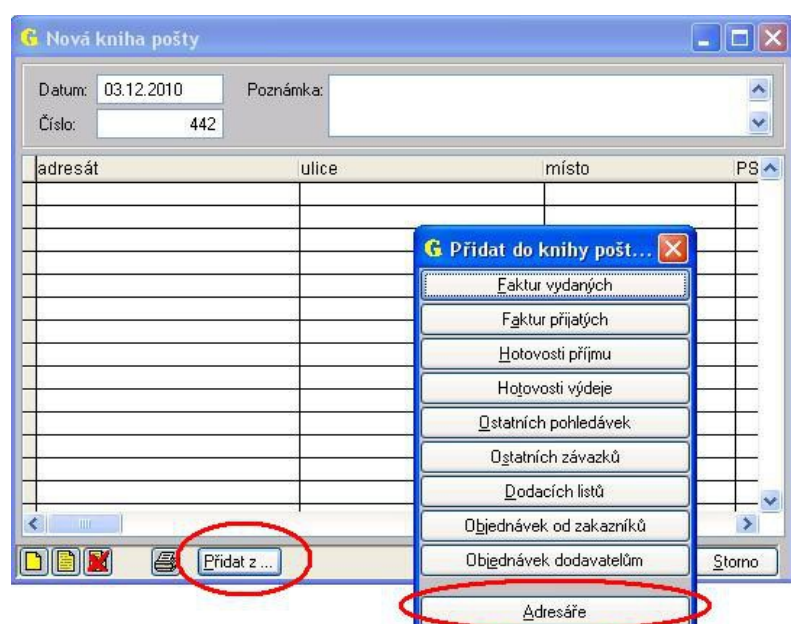 Nová kniha pošty
Datum: 03.12.2010 Poznámka:
Číslo: 442
adresát ulice místo PS
Přidat do knihy pošt...
Faktur vydaných
Faktur přijatých
Hotovosti příjmu
Hotovosti výdeje
Ostatních pohledávek
Ostatních závazků
Dodacích listů
Objednávek od zakazníků
Objednávek dodavatelům
Adresáře
Přidat z ... Storno